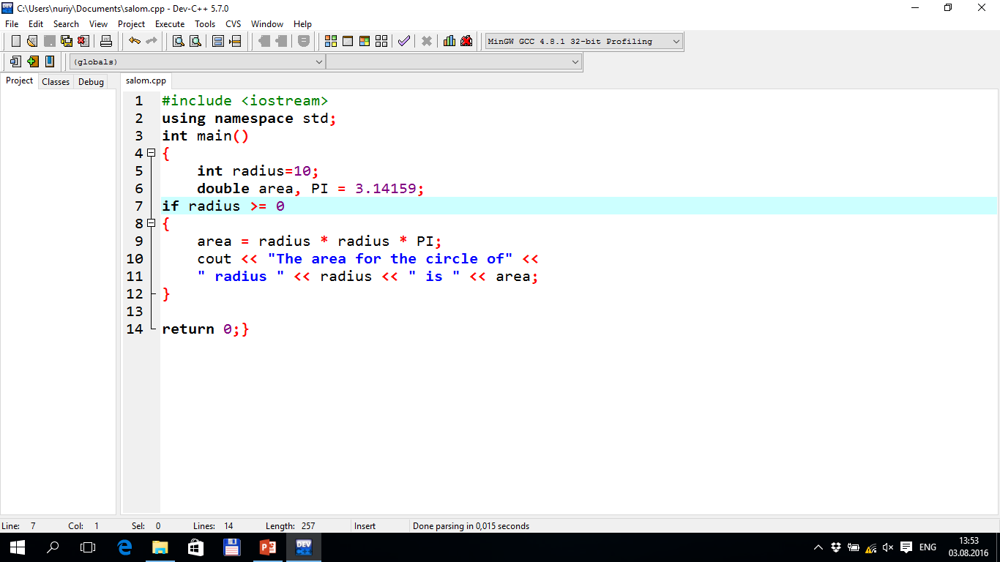 C:\Users\nuriy\Documents\salom.cpp - Dev-C++ 5.7.0
File Edit Search View Project Execute Tools CVS Window Help
MinGW GCC 4.8.1 32-bit Profiling
(globals)
Project Classes Debug salom.cpp
1 #include <iostream>
2 using namespace std;
3 int main()
4 {
5     int radius=10;
6     double area, PI = 3.14159;
7 if radius >= 0
8 {
9     area = radius * radius * PI;
10     cout << "The area for the circle of" <<
11     " radius " << radius << " is " << area;
12 }
13
14 return 0;}
Line: 7 Col: 1 Sel: 0 Lines: 14 Length: 257 Insert Done parsing in 0,015 seconds
ENG 13:53
03.08.2016